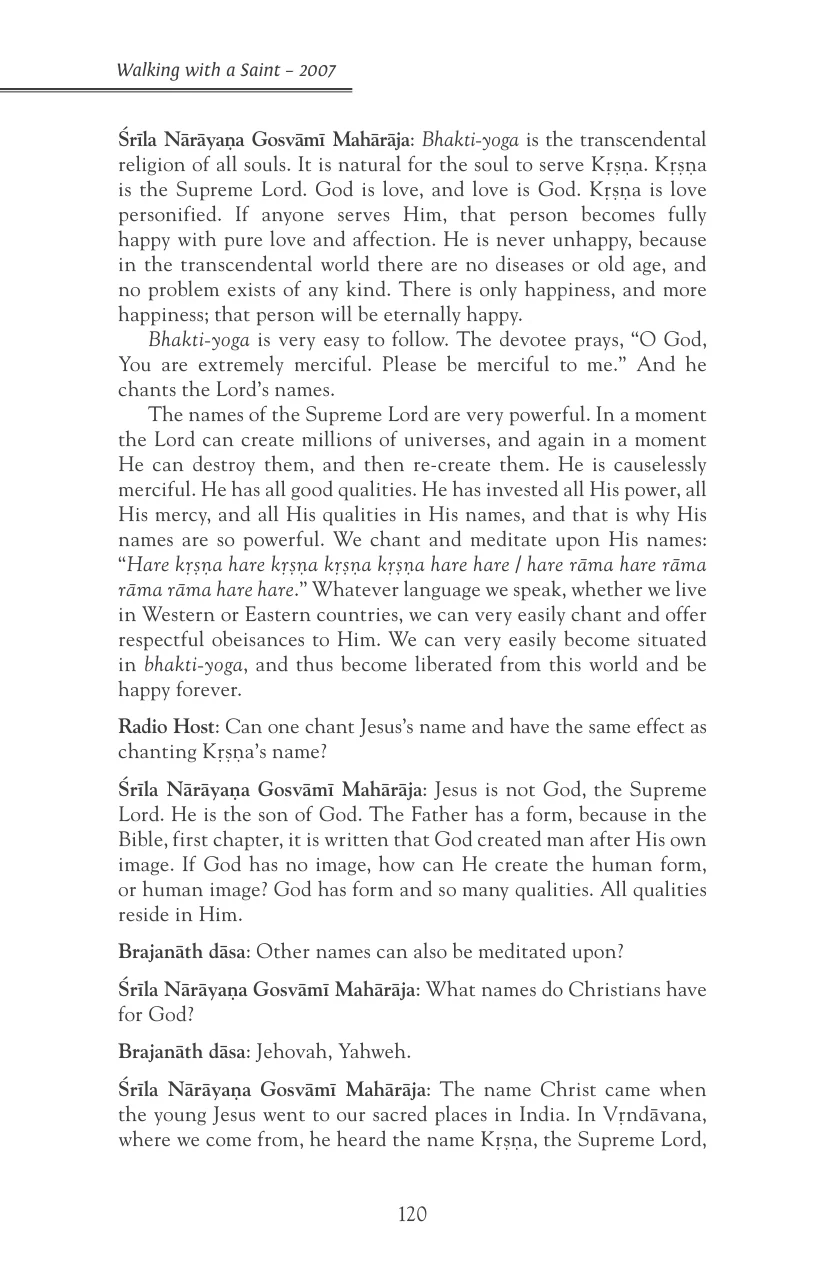 Walking with a Saint – 2007
Śrīla Nārāyaṇa Gosvāmī Mahārāja: Bhakti-yoga is the transcendental
religion of all souls. It is natural for the soul to serve Kṛṣṇa. Kṛṣṇa
is the Supreme Lord. God is love, and love is God. Kṛṣṇa is love
personified. If anyone serves Him, that person becomes fully
happy with pure love and affection. He is never unhappy, because
in the transcendental world there are no diseases or old age, and
no problem exists of any kind. There is only happiness, and more
happiness; that person will be eternally happy.
Bhakti-yoga is very easy to follow. The devotee prays, “O God,
You are extremely merciful. Please be merciful to me.” And he
chants the Lord’s names.
The names of the Supreme Lord are very powerful. In a moment
the Lord can create millions of universes, and again in a moment
He can destroy them, and then re-create them. He is causelessly
merciful. He has all good qualities. He has invested all His power, all
His mercy, and all His qualities in His names, and that is why His
names are so powerful. We chant and meditate upon His names:
“Hare kṛṣṇa hare kṛṣṇa kṛṣṇa kṛṣṇa hare hare / hare rāma hare rāma
rāma rāma hare hare.” Whatever language we speak, whether we live
in Western or Eastern countries, we can very easily chant and offer
respectful obeisances to Him. We can very easily become situated
in bhakti-yoga, and thus become liberated from this world and be
happy forever.
Radio Host: Can one chant Jesus’s name and have the same effect as
chanting Kṛṣṇa’s name?
Śrīla Nārāyaṇa Gosvāmī Mahārāja: Jesus is not God, the Supreme
Lord. He is the son of God. The Father has a form, because in the
Bible, first chapter, it is written that God created man after His own
image. If God has no image, how can He create the human form,
or human image? God has form and so many qualities. All qualities
reside in Him.
Brajanāth dāsa: Other names can also be meditated upon?
Śrīla Nārāyaṇa Gosvāmī Mahārāja: What names do Christians have
for God?
Brajanāth dāsa: Jehovah, Yahweh.
Śrīla Nārāyaṇa Gosvāmī Mahārāja: The name Christ came when
the young Jesus went to our sacred places in India. In Vṛndāvana,
where we come from, he heard the name Kṛṣṇa, the Supreme Lord,
120